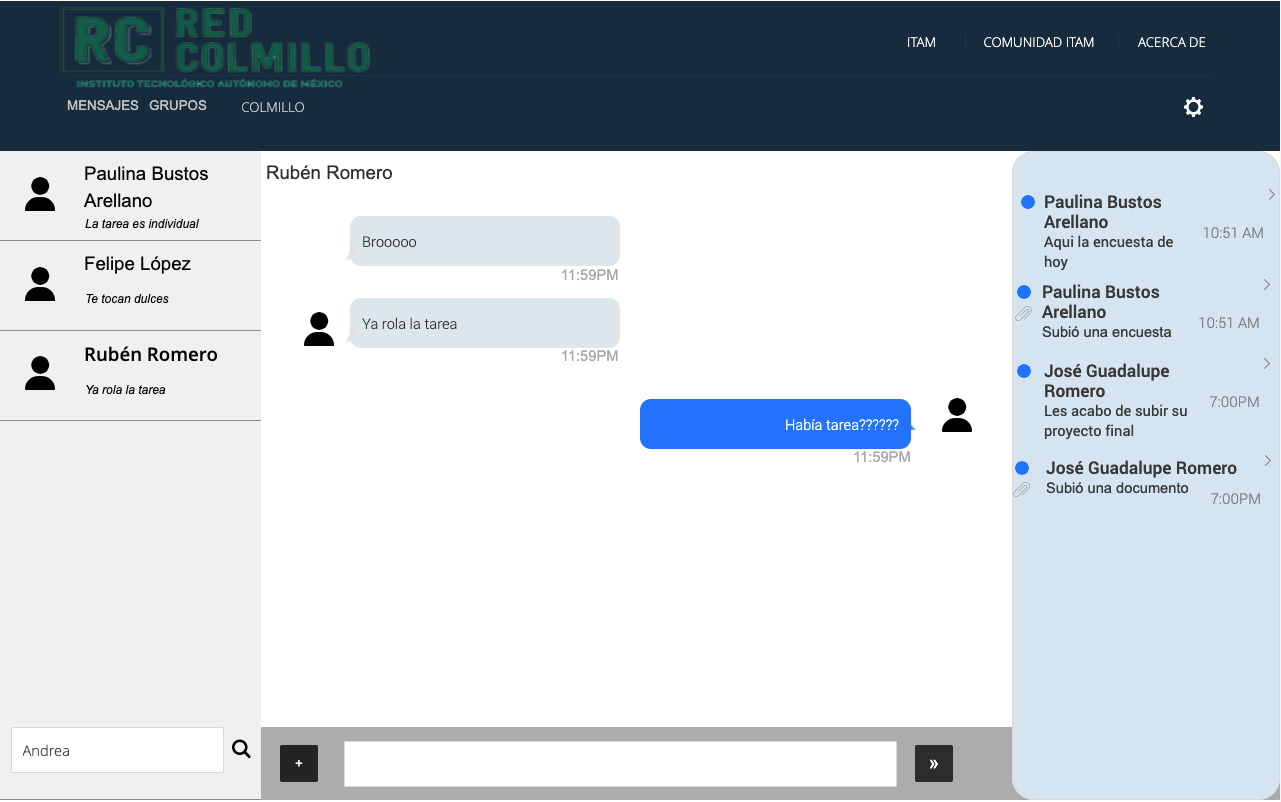 RC RED
COLMILLO
INSTITUTO TECNOLÓGICO AUTÓNOMO DE MÉXICO
ITAM
COMUNIDAD ITAM
ACERCA DE
MENSAJES GRUPOS COLMILLO
Paulina Bustos
Arellano
La tarea es individual
Felipe López
Te tocan dulces
Rubén Romero
Ya rola la tarea
Andrea
Rubén Romero
Brooooo
11:59PM
Ya rola la tarea
11:59PM
Había tarea??????
11:59PM
+
»
Paulina Bustos
Arellano
10:51 AM
Aqui la encuesta de
hoy
Paulina Bustos
Arellano
10:51 AM
Subió una encuesta
José Guadalupe
Romero
7:00PM
Les acabo de subir su
proyecto final
José Guadalupe Romero
Subió una documento
7:00PM